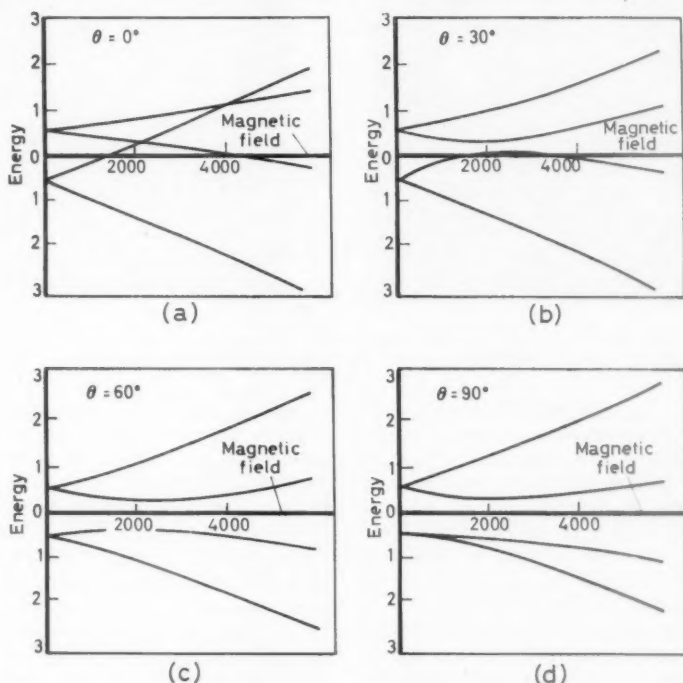 3
θ = 0°
2
1
Magnetic
field
0
2000
4000
Energy
1
2
3
(a)
3
θ = 30°
2
1
Magnetic
field
0
2000
4000
Energy
1
2
3
(b)
3
θ = 60°
2
1
Magnetic
field
0
2000
4000
Energy
1
2
3
(c)
3
θ = 90°
2
1
Magnetic
field
0
2000
4000
Energy
1
2
3
(d)